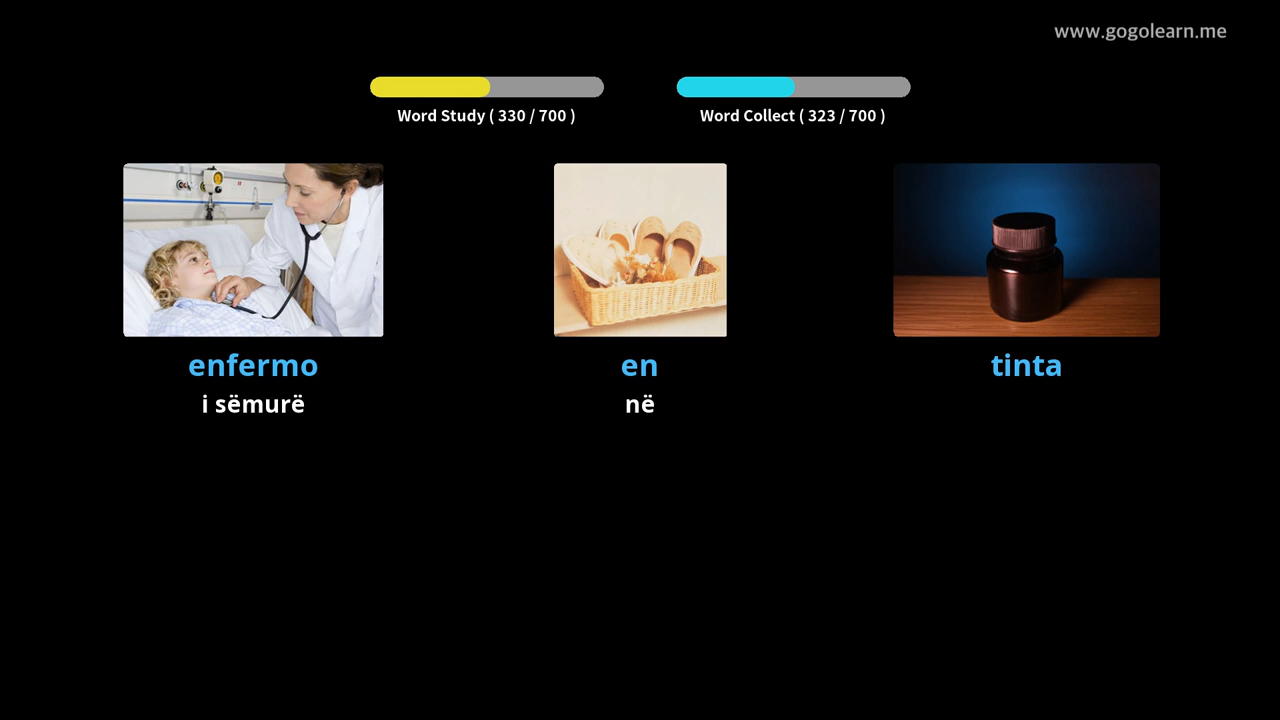 www.gogolearn.me
Word Study ( 330 / 700 )
Word Collect ( 323 / 700 )
enfermo
i sëmurë
en
në
tinta